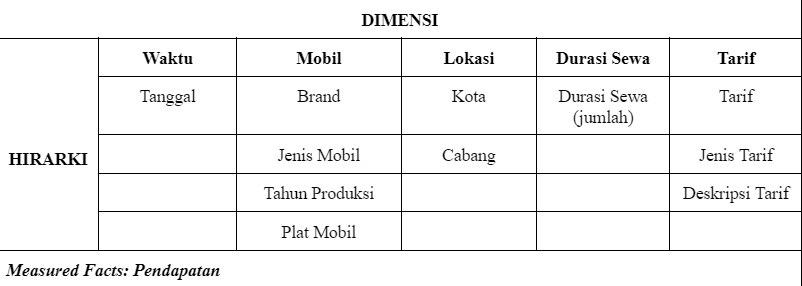 DIMENSI
Waktu Mobil Lokasi Durasi Sewa Tarif
Tanggal Brand Kota Durasi Sewa (jumlah) Tarif
HIRARKI
Jenis Mobil Cabang Jenis Tarif
Tahun Produksi Deskripsi Tarif
Plat Mobil
Measured Facts: Pendapatan